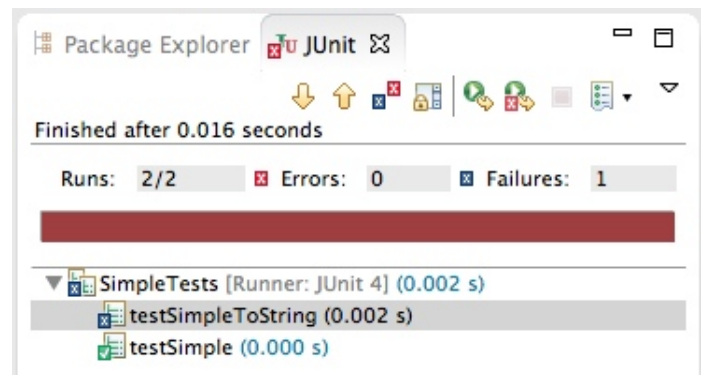 Package Explorer JUnit
Finished after 0.016 seconds
Runs: 2/2 Errors: 0 Failures: 1
SimpleTests [Runner: JUnit 4] (0.002 s)
testSimpleToString (0.002 s)
testSimple (0.000 s)